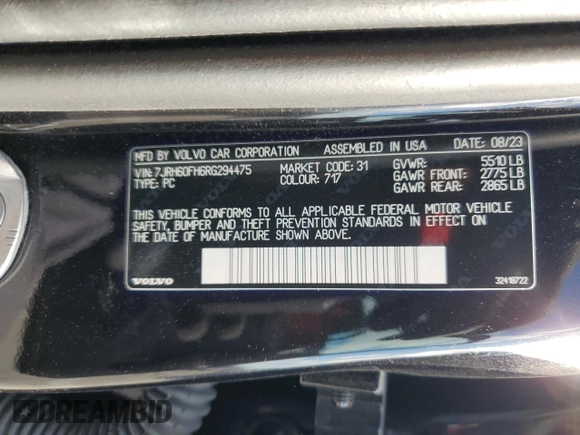 MFD BY VOLVO CAR CORPORATION ASSEMBLED IN USA DATE: 08/23
VIN: 7JRH60FH6RG294475 MARKET CODE: 31 GVWR: 5510 LB
TYPE: PC COLOUR: 717 GAWR FRONT: 2775 LB
GAWR REAR: 2865 LB
THIS VEHICLE CONFORMS TO ALL APPLICABLE FEDERAL MOTOR VEHICLE
SAFETY, BUMPER AND THEFT PREVENTION STANDARDS IN EFFECT ON
THE DATE OF MANUFACTURE SHOWN ABOVE.
VOLVO 32418722
DREAMBID